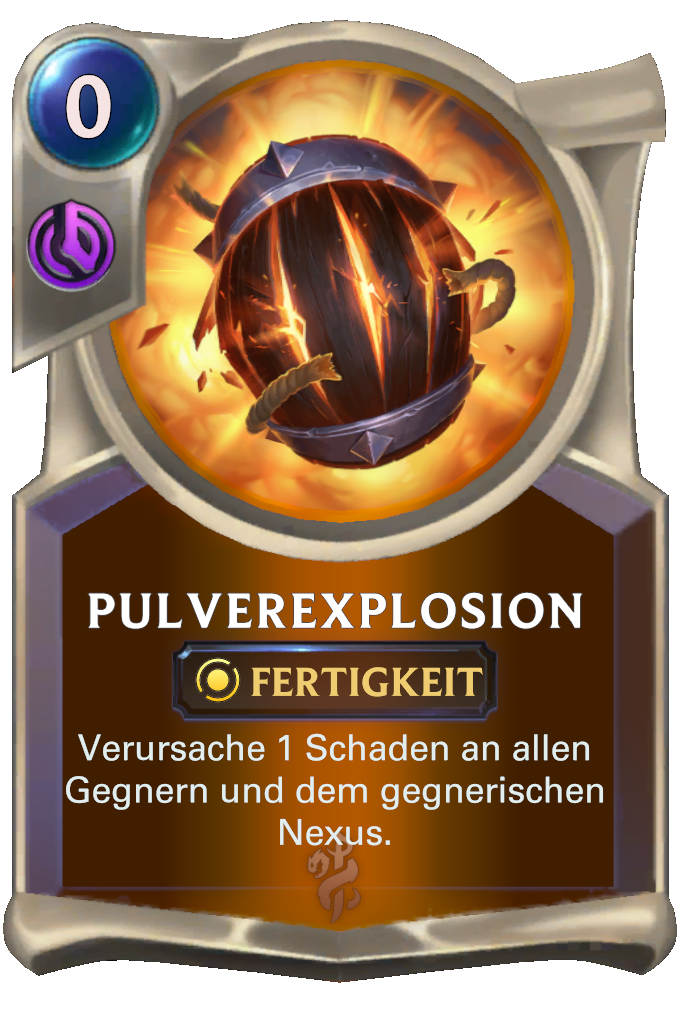 0
PULVEREXPLOSION
FERTIGKEIT
Verursache 1 Schaden an allen
Gegnern und dem gegnerischen
Nexus.